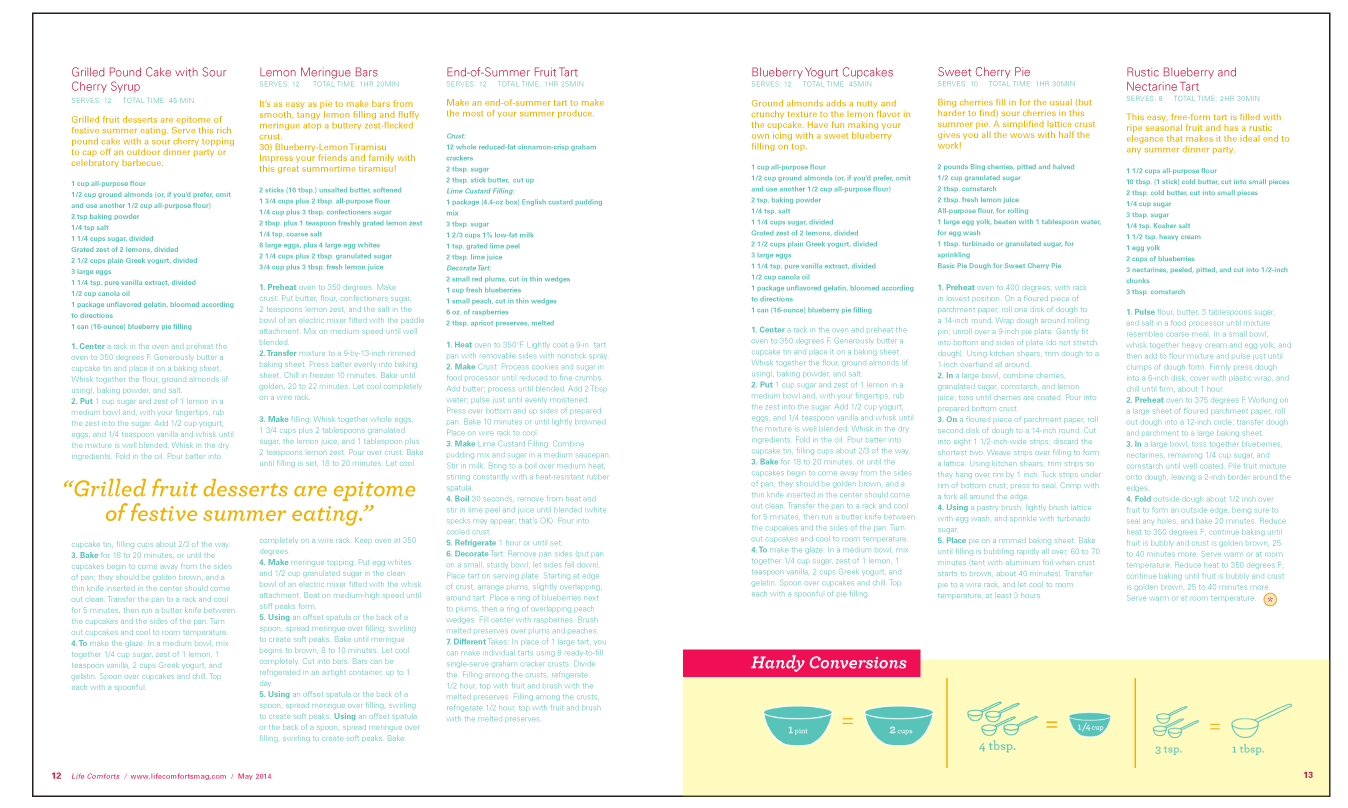 Grilled Pound Cake with Sour
Cherry Syrup
SERVES: 12 TOTAL TIME: 45 MIN
Grilled fruit desserts are epitome of
festive summer eating. Serve this rich
pound cake with a sour cherry topping
to cap off an outdoor dinner party or
celebratory barbecue.
1 cup all-purpose flour
1/2 cup ground almonds (or, if you'd prefer, omit
and use another 1/2 cup all-purpose flour)
2 tsp baking powder
1/4 tsp salt
1 1/4 cups sugar, divided
Grated zest of 2 lemons, divided
2 1/2 cups plain Greek yogurt, divided
3 large eggs
1 1/4 tsp. pure vanilla extract, divided
1/2 cup canola oil
1 package unflavored gelatin, bloomed according
to directions
1 can (16-ounce) blueberry pie filling
1. Center a rack in the oven and preheat the
oven to 350 degrees F. Generously butter a
cupcake tin and place it on a baking sheet.
Whisk together the flour, ground almonds (if
using), baking powder, and salt.
2. Put 1 cup sugar and zest of 1 lemon in a
medium bowl and, with your fingertips, rub
the zest into the sugar. Add 1/2 cup yogurt,
eggs, and 1/4 teaspoon vanilla and whisk until
the mixture is well blended. Whisk in the dry
ingredients. Fold in the oil. Pour batter into
“Grilled fruit desserts are epitome
of festive summer eating.”
cupcake tin, filling cups about 2/3 of the way.
3. Bake for 18 to 20 minutes, or until the
cupcakes begin to come away from the sides
of pan; they should be golden brown, and a
thin knife inserted in the center should come
out clean. Transfer the pan to a rack and cool
for 5 minutes, then run a butter knife between
the cupcakes and the sides of the pan. Turn
out cupcakes and cool to room temperature.
4. To make the glaze: In a medium bowl, mix
together 1/4 cup sugar, zest of 1 lemon, 1
teaspoon vanilla, 2 cups Greek yogurt, and
gelatin. Spoon over cupcakes and chill. Top
each with a spoonful.
Lemon Meringue Bars
SERVES: 12 TOTAL TIME: 1HR 20MIN
It's as easy as pie to make bars from
smooth, tangy lemon filling and fluffy
meringue atop a buttery zest-flecked
crust.
30) Blueberry-Lemon Tiramisu
Impress your friends and family with
this great summertime tiramisu!
2 sticks (16 tbsp.) unsalted butter, softened
1 3/4 cups plus 2 tbsp. all-purpose flour
1/4 cup plus 3 tbsp. confectioners sugar
2 tbsp. plus 1 teaspoon freshly grated lemon zest
1/4 tsp. coarse salt
6 large eggs, plus 4 large egg whites
2 1/4 cups plus 2 tbsp. granulated sugar
3/4 cup plus 3 tbsp. fresh lemon juice
1. Preheat oven to 350 degrees. Make
crust: Put butter, flour, confectioners sugar,
2 teaspoons lemon zest, and the salt in the
bowl of an electric mixer fitted with the paddle
attachment. Mix on medium speed until well
blended.
2. Transfer mixture to a 9-by-13-inch rimmed
baking sheet. Press batter evenly into baking
sheet. Chill in freezer 10 minutes. Bake until
golden, 20 to 22 minutes. Let cool completely
on a wire rack.
3. Make filling: Whisk together whole eggs,
1 3/4 cups plus 2 tablespoons granulated
sugar, the lemon juice, and 1 tablespoon plus
2 teaspoons lemon zest. Pour over crust. Bake
until filling is set, 18 to 20 minutes. Let cool
completely on a wire rack. Keep oven at 350
degrees.
4. Make meringue topping: Put egg whites
and 1/2 cup granulated sugar in the clean
bowl of an electric mixer fitted with the whisk
attachment. Beat on medium-high speed until
stiff peaks form.
5. Using an offset spatula or the back of a
spoon, spread meringue over filling, swirling
to create soft peaks. Bake until meringue
begins to brown, 8 to 10 minutes. Let cool
completely. Cut into bars. Bars can be
refrigerated in an airtight container, up to 1
day.
5. Using an offset spatula or the back of a
spoon, spread meringue over filling, swirling
to create soft peaks. Using an offset spatula
or the back of a spoon, spread meringue over
filling, swirling to create soft peaks. Bake.
End-of-Summer Fruit Tart
SERVES: 12 TOTAL TIME: 1HR 25MIN
Make an end-of-summer tart to make
the most of your summer produce.
Crust:
12 whole reduced-fat cinnamon-crisp graham
crackers
2 tbsp. sugar
2 tbsp. stick butter, cut up
Lime Custard Filling:
1 package (4.4-oz box) English custard pudding
mix
3 tbsp. sugar
1 2/3 cups 1% low-fat milk
1 tsp. grated lime peel
2 tbsp. lime juice
Decorate Tart:
2 small red plums, cut in thin wedges
1 cup fresh blueberries
1 small peach, cut in thin wedges
6 oz. of raspberries
2 tbsp. apricot preserves, melted
1. Heat oven to 350°F. Lightly coat a 9-in. tart
pan with removable sides with nonstick spray
2. Make Crust: Process cookies and sugar in
food processor until reduced to fine crumbs.
Add butter; process until blended. Add 2 Tbsp
water; pulse just until evenly moistened.
Press over bottom and up sides of prepared
pan. Bake 10 minutes or until lightly browned.
Place on wire rack to cool.
3. Make Lime Custard Filling: Combine
pudding mix and sugar in a medium saucepan.
Stir in milk. Bring to a boil over medium heat,
stirring constantly with a heat-resistant rubber
spatula.
4. Boil 30 seconds, remove from heat and
stir in lime peel and juice until blended (white
specks may appear; that's OK). Pour into
cooled crust.
5. Refrigerate 1 hour or until set.
6. Decorate Tart: Remove pan sides (put pan
on a small, sturdy bowl; let sides fall down).
Place tart on serving plate. Starting at edge
of crust, arrange plums, slightly overlapping,
around tart. Place a ring of blueberries next
to plums, then a ring of overlapping peach
wedges. Fill center with raspberries. Brush
melted preserves over plums and peaches.
7. Different Takes: In place of 1 large tart, you
can make individual tarts using 8 ready-to-fill
single-serve graham cracker crusts. Divide
the. Filling among the crusts, refrigerate
1/2 hour, top with fruit and brush with the
melted preserves. Filling among the crusts,
refrigerate 1/2 hour, top with fruit and brush
with the melted preserves.
12 Life Comforts / www.lifecomfortsmag.com / May 2014
Blueberry Yogurt Cupcakes
SERVES: 12 TOTAL TIME: 45MIN
Ground almonds adds a nutty and
crunchy texture to the lemon flavor in
the cupcake. Have fun making your
own icing with a sweet blueberry
filling on top.
1 cup all-purpose flour
1/2 cup ground almonds (or, if you'd prefer, omit
and use another 1/2 cup all-purpose flour)
2 tsp. baking powder
1/4 tsp. salt
1 1/4 cups sugar, divided
Grated zest of 2 lemons, divided
2 1/2 cups plain Greek yogurt, divided
3 large eggs
1 1/4 tsp. pure vanilla extract, divided
1/2 cup canola oil
1 package unflavored gelatin, bloomed according
to directions
1 can (16-ounce) blueberry pie filling
1. Center a rack in the oven and preheat the
oven to 350 degrees F. Generously butter a
cupcake tin and place it on a baking sheet.
Whisk together the flour, ground almonds (if
using), baking powder, and salt.
2. Put 1 cup sugar and zest of 1 lemon in a
medium bowl and, with your fingertips, rub
the zest into the sugar. Add 1/2 cup yogurt,
eggs, and 1/4 teaspoon vanilla and whisk until
the mixture is well blended. Whisk in the dry
ingredients. Fold in the oil. Pour batter into
cupcake tin, filling cups about 2/3 of the way.
3. Bake for 18 to 20 minutes, or until the
cupcakes begin to come away from the sides
of pan; they should be golden brown, and a
thin knife inserted in the center should come
out clean. Transfer the pan to a rack and cool
for 5 minutes, then run a butter knife between
the cupcakes and the sides of the pan. Turn
out cupcakes and cool to room temperature.
4. To make the glaze: In a medium bowl, mix
together 1/4 cup sugar, zest of 1 lemon, 1
teaspoon vanilla, 2 cups Greek yogurt, and
gelatin. Spoon over cupcakes and chill. Top
each with a spoonful of pie filling.
Sweet Cherry Pie
SERVES: 10 TOTAL TIME: 1HR 30MIN
Bing cherries fill in for the usual (but
harder to find) sour cherries in this
summer pie. A simplified lattice crust
gives you all the wows with half the
work!
2 pounds Bing cherries, pitted and halved
1/2 cup granulated sugar
2 tbsp. cornstarch
2 tbsp. fresh lemon juice
All-purpose flour, for rolling
1 large egg yolk, beaten with 1 tablespoon water,
for egg wash
1 tbsp. turbinado or granulated sugar, for
sprinkling
Basic Pie Dough for Sweet Cherry Pie
1. Preheat oven to 400 degrees, with rack
in lowest position. On a floured piece of
parchment paper, roll one disk of dough to
a 14-inch round. Wrap dough around rolling
pin; unroll over a 9-inch pie plate. Gently fit
into bottom and sides of plate (do not stretch
dough). Using kitchen shears, trim dough to a
1-inch overhand all around.
2. In a large bowl, combine cherries,
granulated sugar, cornstarch, and lemon
juice; toss until cherries are coated. Pour into
prepared bottom crust.
3. On a floured piece of parchment paper, roll
second disk of dough to a 14-inch round. Cut
into eight 1 1/2-inch-wide strips; discard the
shortest two. Weave strips over filling to form
a lattice. Using kitchen shears, trim strips so
they hang over rim by 1 inch. Tuck strips under
rim of bottom crust; press to seal. Crimp with
a fork all around the edge.
4. Using a pastry brush, lightly brush lattice
with egg wash, and sprinkle with turbinado
sugar.
5. Place pie on a rimmed baking sheet. Bake
until filling is bubbling rapidly all over, 60 to 70
minutes (tent with aluminum foil when crust
starts to brown, about 40 minutes). Transfer
pie to a wire rack, and let cool to room
temperature, at least 3 hours.
Rustic Blueberry and
Nectarine Tart
SERVES: 8 TOTAL TIME: 2HR 30MIN
This easy, free-form tart is filled with
ripe seasonal fruit and has a rustic
elegance that makes it the ideal end to
any summer dinner party.
1 1/2 cups all-purpose flour
10 tbsp. (1 stick) cold butter, cut into small pieces
2 tbsp. cold butter, cut into small pieces
1/4 cup sugar
3 tbsp. sugar
1/4 tsp. Kosher salt
1 1/2 tsp. heavy cream
1 egg yolk
2 cups of blueberries
3 nectarines, peeled, pitted, and cut into 1/2-inch
chunks
3 tbsp. cornstarch
1. Pulse flour, butter, 3 tablespoons sugar,
and salt in a food processor until mixture
resembles coarse meal. In a small bowl,
whisk together heavy cream and egg yolk, and
then add to flour mixture and pulse just until
clumps of dough form. Firmly press dough
into a 6-inch disk, cover with plastic wrap, and
chill until firm, about 1 hour.
2. Preheat oven to 375 degrees F. Working on
a large sheet of floured parchment paper, roll
out dough into a 12-inch circle; transfer dough
and parchment to a large baking sheet.
3. In a large bowl, toss together blueberries,
nectarines, remaining 1/4 cup sugar, and
cornstarch until well coated. Pile fruit mixture
onto dough, leaving a 2-inch border around the
edges.
4. Fold outside dough about 1/2 inch over
fruit to form an outside edge, being sure to
seal any holes, and bake 20 minutes. Reduce
heat to 350 degrees F; continue baking until
fruit is bubbly and crust is golden brown, 25
to 40 minutes more. Serve warm or at room
temperature. Reduce heat to 350 degrees F;
continue baking until fruit is bubbly and crust
is golden brown, 25 to 40 minutes more.
Serve warm or at room temperature.
Handy Conversions
1 pint = 2 cups
4 tbsp. = 1/4 cup
3 tsp. = 1 tbsp.
13